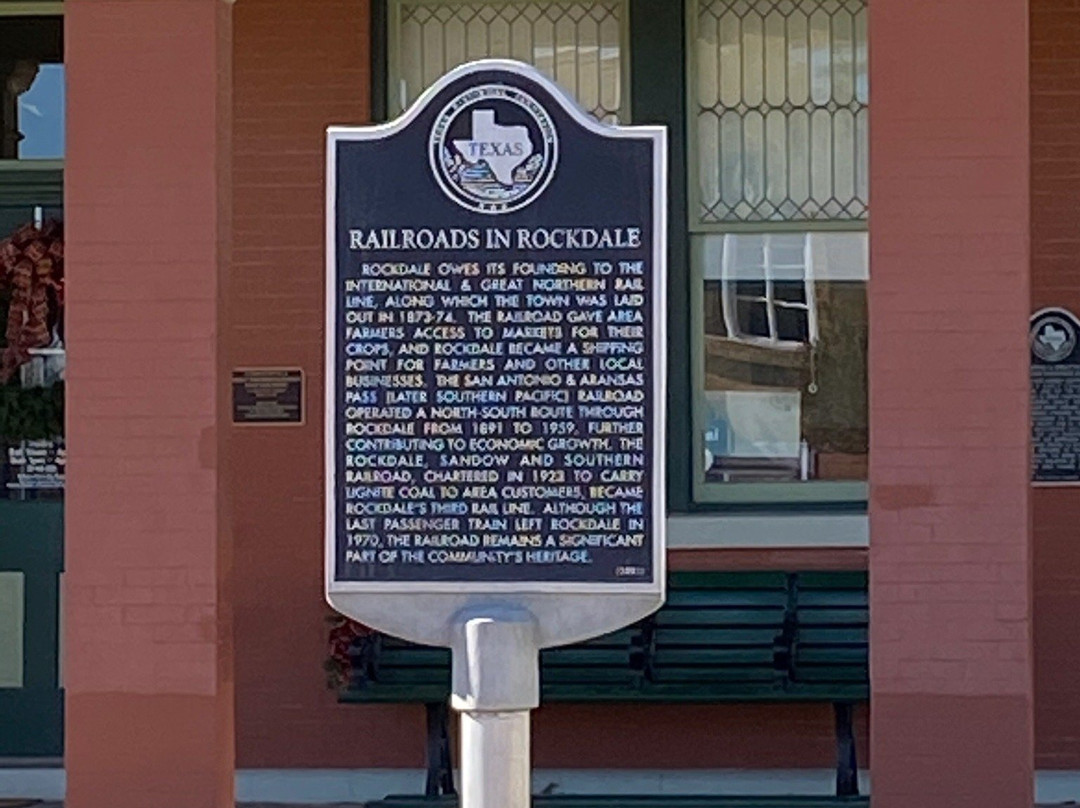 TEXAS
RAILROADS IN ROCKDALE
ROCKDALE OWES ITS FOUNDING TO THE
INTERNATIONAL & GREAT NORTHERN RAIL
LINE, ALONG WHICH THE TOWN WAS LAID
OUT IN 1873-74. THE RAILROAD GAVE AREA
FARMERS ACCESS TO MARKETS FOR THEIR
CROPS, AND ROCKDALE BECAME A SHIPPING
POINT FOR FARMERS AND OTHER LOCAL
BUSINESSES. THE SAN ANTONIO & ARANSAS
PASS (LATER SOUTHERN PACIFIC) RAILROAD
OPERATED A NORTH-SOUTH ROUTE THROUGH
ROCKDALE FROM 1891 TO 1959, FURTHER
CONTRIBUTING TO ECONOMIC GROWTH. THE
ROCKDALE, SANDOW AND SOUTHERN
RAILROAD, CHARTERED IN 1923 TO CARRY
LIGNITE COAL TO AREA CUSTOMERS, BECAME
ROCKDALE'S THIRD RAIL LINE. ALTHOUGH THE
LAST PASSENGER TRAIN LEFT ROCKDALE IN
1970, THE RAILROAD REMAINS A SIGNIFICANT
PART OF THE COMMUNITY'S HERITAGE.